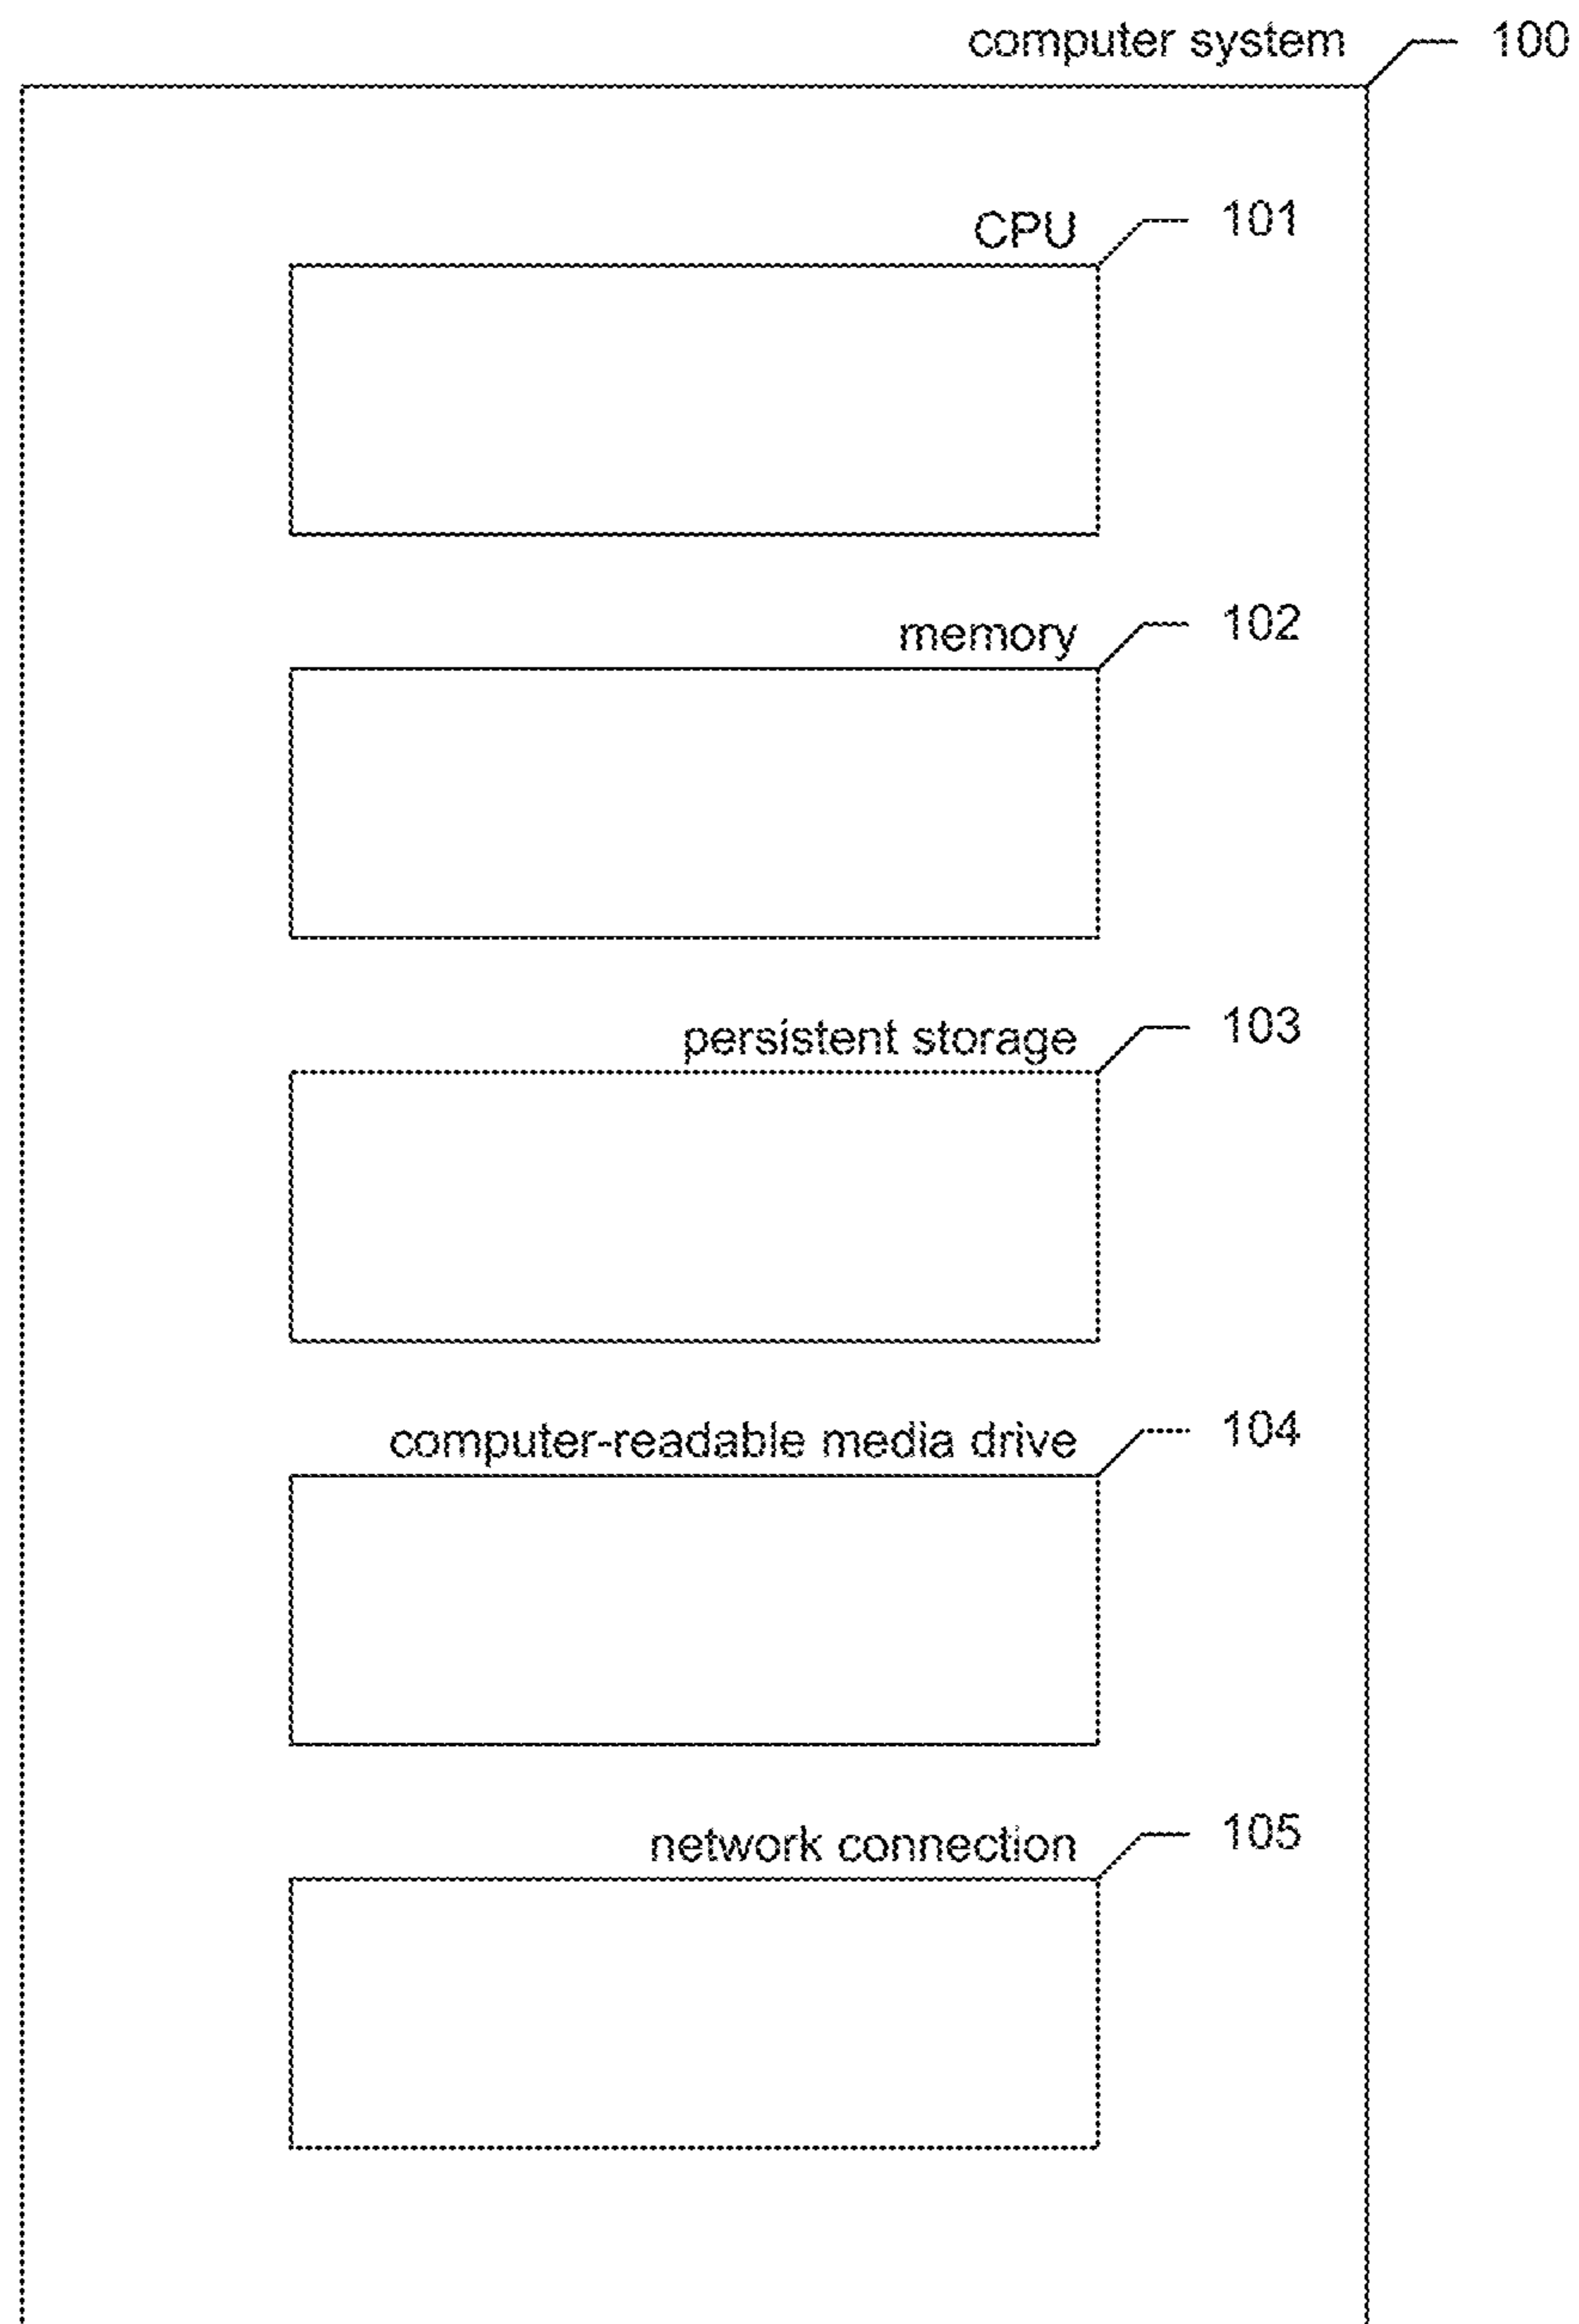 computer system 100
CPU 101
memory 102
persistent storage 103
computer-readable media drive 104
network connection 105